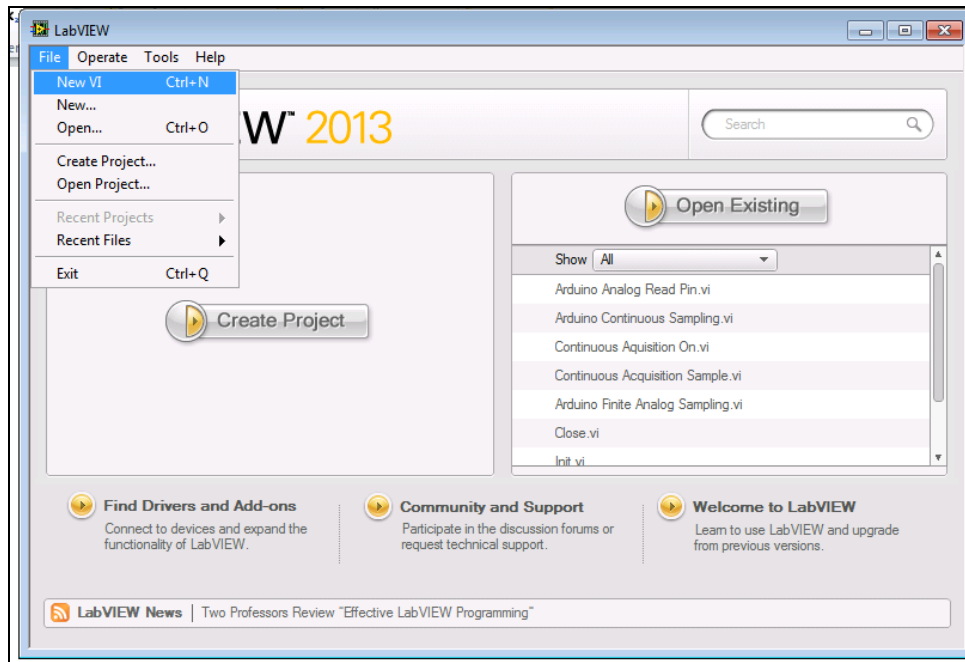 LabVIEW
File Operate Tools Help
New VI Ctrl+N
New...
Open... Ctrl+O
Create Project...
Open Project...
Recent Projects
Recent Files
Exit Ctrl+Q
W™ 2013
Search
Create Project
Open Existing
Show All
Arduino Analog Read Pin.vi
Arduino Continuous Sampling.vi
Continuous Aquisition On.vi
Continuous Acquisition Sample.vi
Arduino Finite Analog Sampling.vi
Close.vi
Init.vi
Find Drivers and Add-ons
Connect to devices and expand the
functionality of LabVIEW.
Community and Support
Participate in the discussion forums or
request technical support.
Welcome to LabVIEW
Learn to use LabVIEW and upgrade
from previous versions.
LabVIEW News | Two Professors Review "Effective LabVIEW Programming"